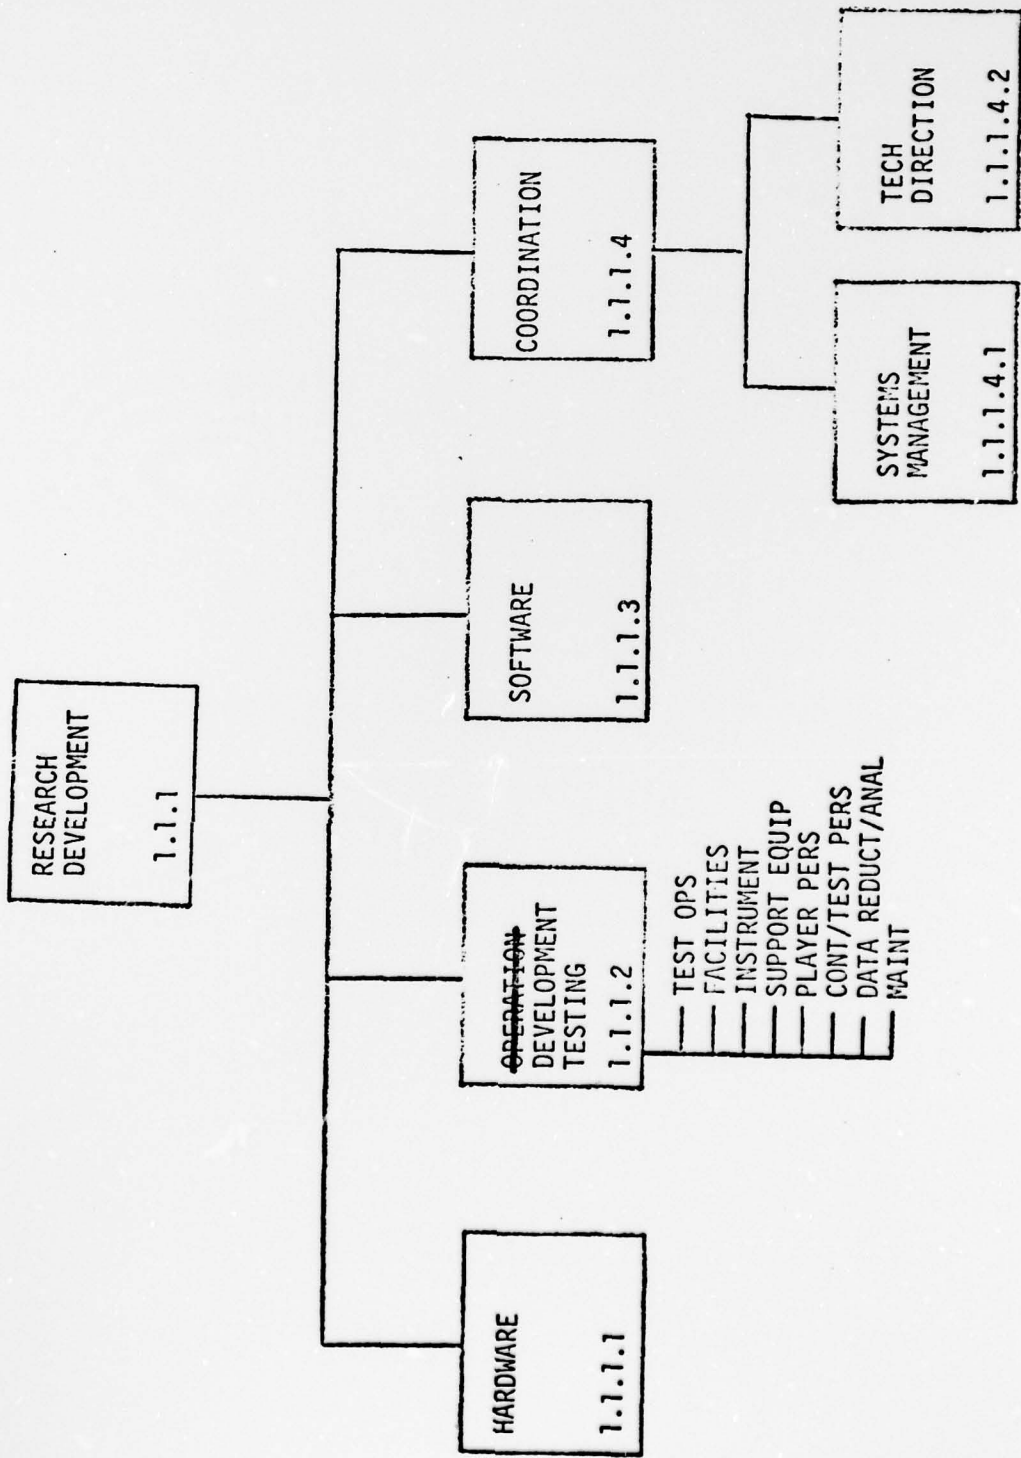 RESEARCH
DEVELOPMENT
1.1.1
HARDWARE
1.1.1.1
OPERATION
DEVELOPMENT
TESTING
1.1.1.2
TEST OPS
FACILITIES
INSTRUMENT
SUPPORT EQUIP
PLAYER PERS
CONT/TEST PERS
DATA REDUCT/ANAL
MAINT
SOFTWARE
1.1.1.3
COORDINATION
1.1.1.4
SYSTEMS
MANAGEMENT
1.1.1.4.1
TECH
DIRECTION
1.1.1.4.2